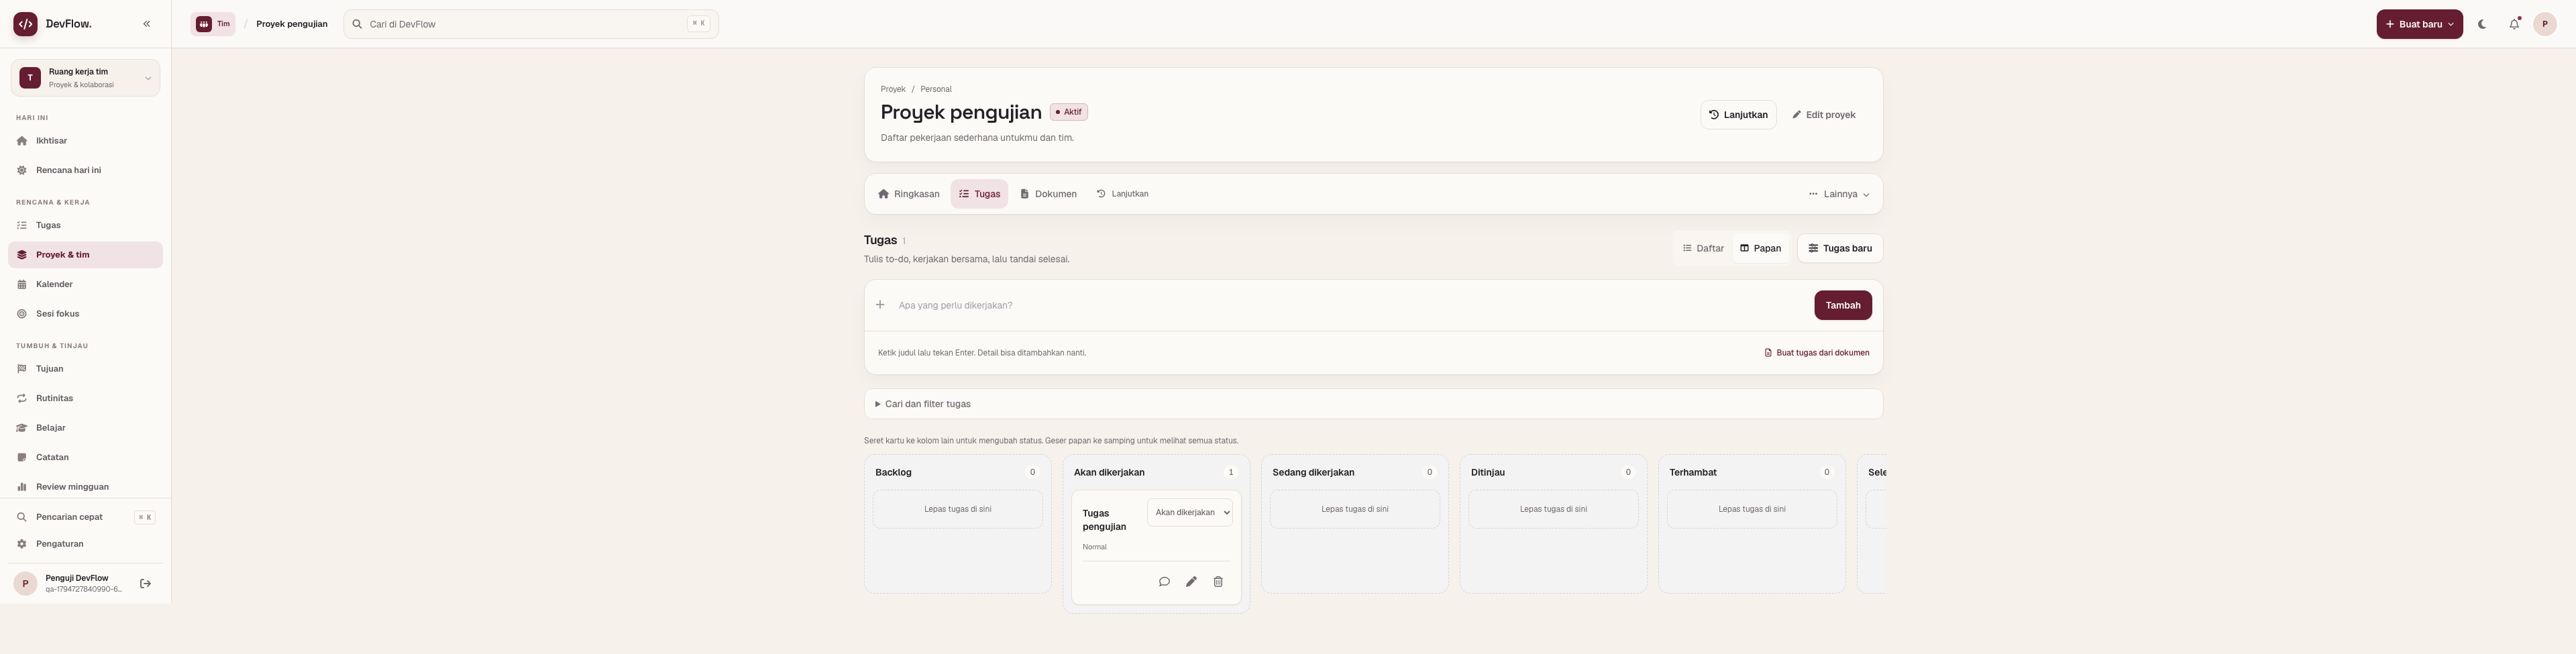 DevFlow.
Tim / Proyek pengujian
Cari di DevFlow
⌘ K
Buat baru
P
T
Ruang kerja tim
Proyek & kolaborasi
HARI INI
Ikhtisar
Rencana hari ini
RENCANA & KERJA
Tugas
Proyek & tim
Kalender
Sesi fokus
TUMBUH & TINJAU
Tujuan
Rutinitas
Belajar
Catatan
Review mingguan
Pencarian cepat
⌘ K
Pengaturan
P
Penguji DevFlow
qa-1794727840990-6...
Proyek / Personal
Proyek pengujian
Aktif
Daftar pekerjaan sederhana untukmu dan tim.
Lanjutkan
Edit proyek
Ringkasan
Tugas
Dokumen
Lanjutkan
Lainnya
Tugas 1
Tulis to-do, kerjakan bersama, lalu tandai selesai.
Daftar
Papan
Tugas baru
Apa yang perlu dikerjakan?
Tambah
Ketik judul lalu tekan Enter. Detail bisa ditambahkan nanti.
Buat tugas dari dokumen
Cari dan filter tugas
Seret kartu ke kolom lain untuk mengubah status. Geser papan ke samping untuk melihat semua status.
Backlog 0
Lepas tugas di sini
Akan dikerjakan 1
Tugas pengujian
Akan dikerjakan
Normal
Sedang dikerjakan 0
Lepas tugas di sini
Ditinjau 0
Lepas tugas di sini
Terhambat 0
Lepas tugas di sini
Sele